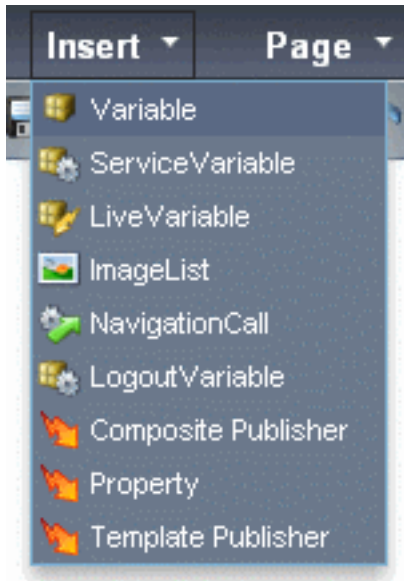 Insert Page
Variable
ServiceVariable
LiveVariable
ImageList
NavigationCall
LogoutVariable
Composite Publisher
Property
Template Publisher